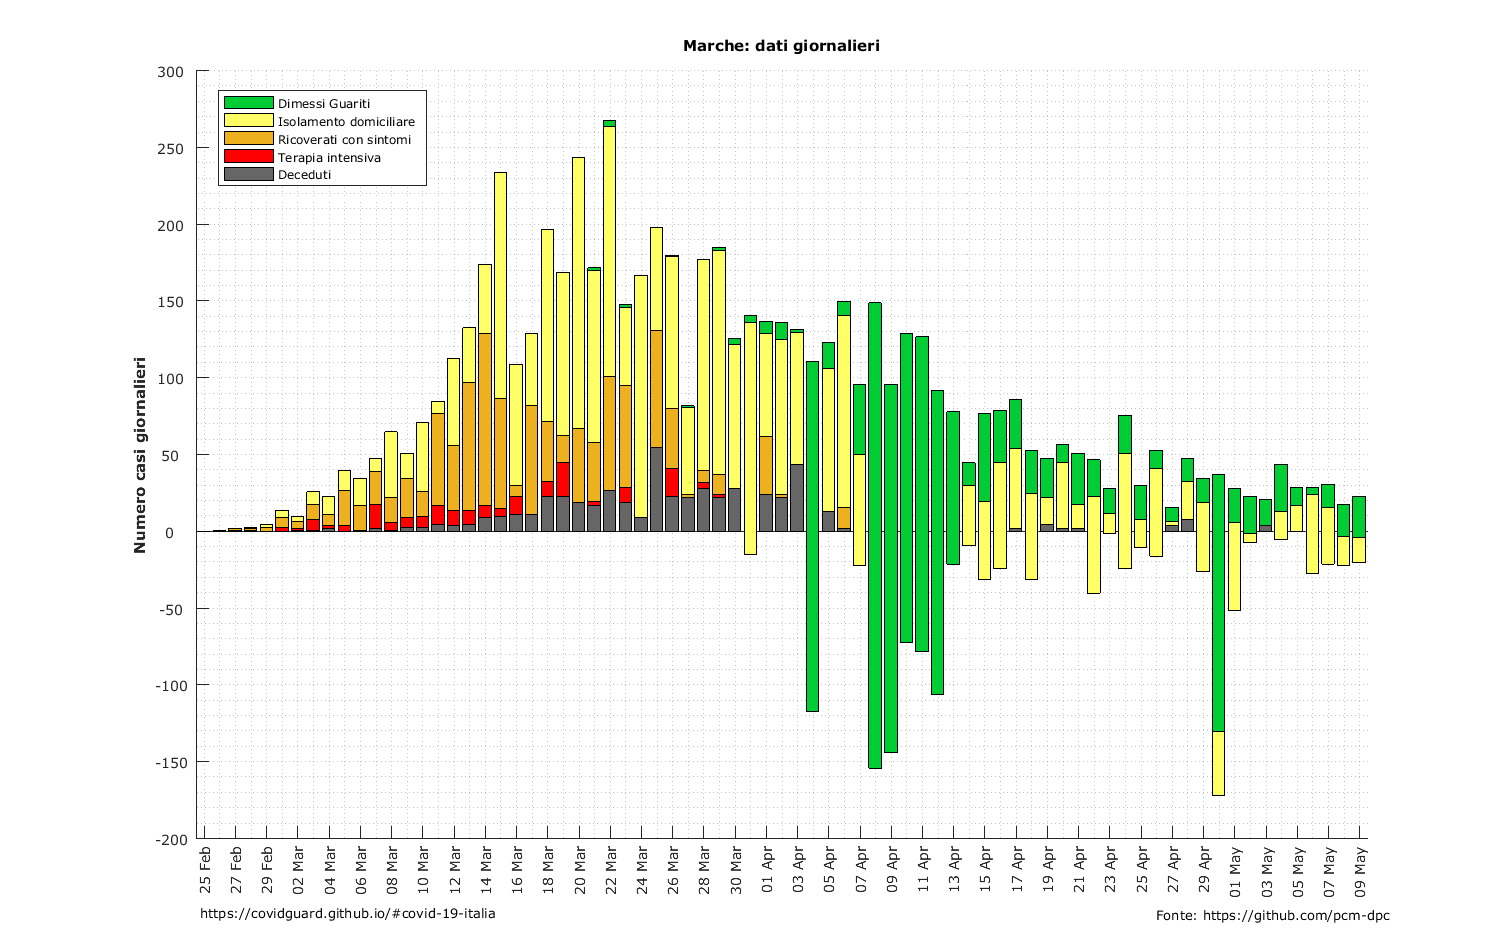 Marche: dati giornalieri
300
250
200
150
100
50
0
-50
-100
-150
-200
Numero casi giornalieri
Dimessi Guariti
Isolamento domiciliare
Ricoverati con sintomi
Terapia intensiva
Deceduti
25 Feb
27 Feb
29 Feb
02 Mar
04 Mar
06 Mar
08 Mar
10 Mar
12 Mar
14 Mar
16 Mar
18 Mar
20 Mar
22 Mar
24 Mar
26 Mar
28 Mar
30 Mar
01 Apr
03 Apr
05 Apr
07 Apr
09 Apr
11 Apr
13 Apr
15 Apr
17 Apr
19 Apr
21 Apr
23 Apr
25 Apr
27 Apr
29 Apr
01 May
03 May
05 May
07 May
09 May
https://covidguard.github.io/#covid-19-italia
Fonte: https://github.com/pcm-dpc